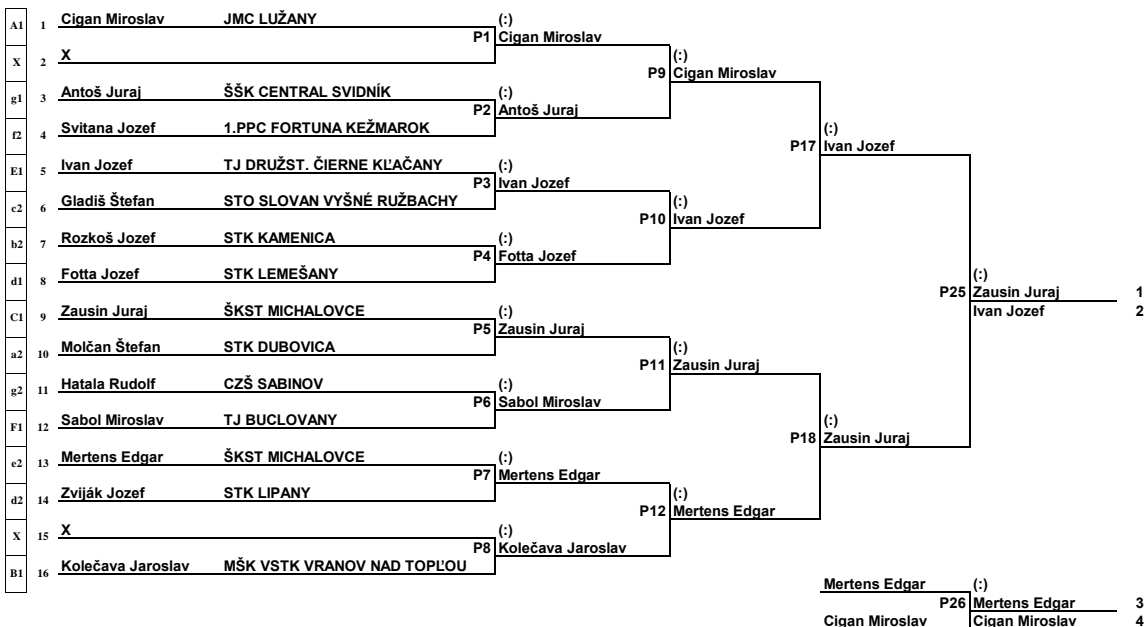 A1 1 Cigan Miroslav JMC LUŽANY (:)
P1 Cigan Miroslav
X 2 X (:)
P9 Cigan Miroslav
g1 3 Antoš Juraj ŠŠK CENTRAL SVIDNÍK (:)
P2 Antoš Juraj
f2 4 Svitana Jozef 1.PPC FORTUNA KEŽMAROK (:)
P17 Ivan Jozef
E1 5 Ivan Jozef TJ DRUŽST. ČIERNE KĽAČANY (:)
P3 Ivan Jozef
c2 6 Gladiš Štefan STO SLOVAN VYŠNÉ RUŽBACHY (:)
P10 Ivan Jozef
b2 7 Rozkoš Jozef STK KAMENICA (:)
P4 Fotta Jozef
d1 8 Fotta Jozef STK LEMEŠANY (:)
P25 Zausin Juraj 1
C1 9 Zausin Juraj ŠKST MICHALOVCE (:) Ivan Jozef 2
P5 Zausin Juraj
a2 10 Molčan Štefan STK DUBOVICA (:)
P11 Zausin Juraj
g2 11 Hatala Rudolf CZŠ SABINOV (:)
P6 Sabol Miroslav
F1 12 Sabol Miroslav TJ BUCLOVANY (:)
P18 Zausin Juraj
e2 13 Mertens Edgar ŠKST MICHALOVCE (:)
P7 Mertens Edgar
d2 14 Zviják Jozef STK LIPANY (:)
P12 Mertens Edgar
X 15 X (:)
P8 Kolečava Jaroslav
B1 16 Kolečava Jaroslav MŠK VSTK VRANOV NAD TOPĽOU
Mertens Edgar (:)
P26 Mertens Edgar 3
Cigan Miroslav Cigan Miroslav 4